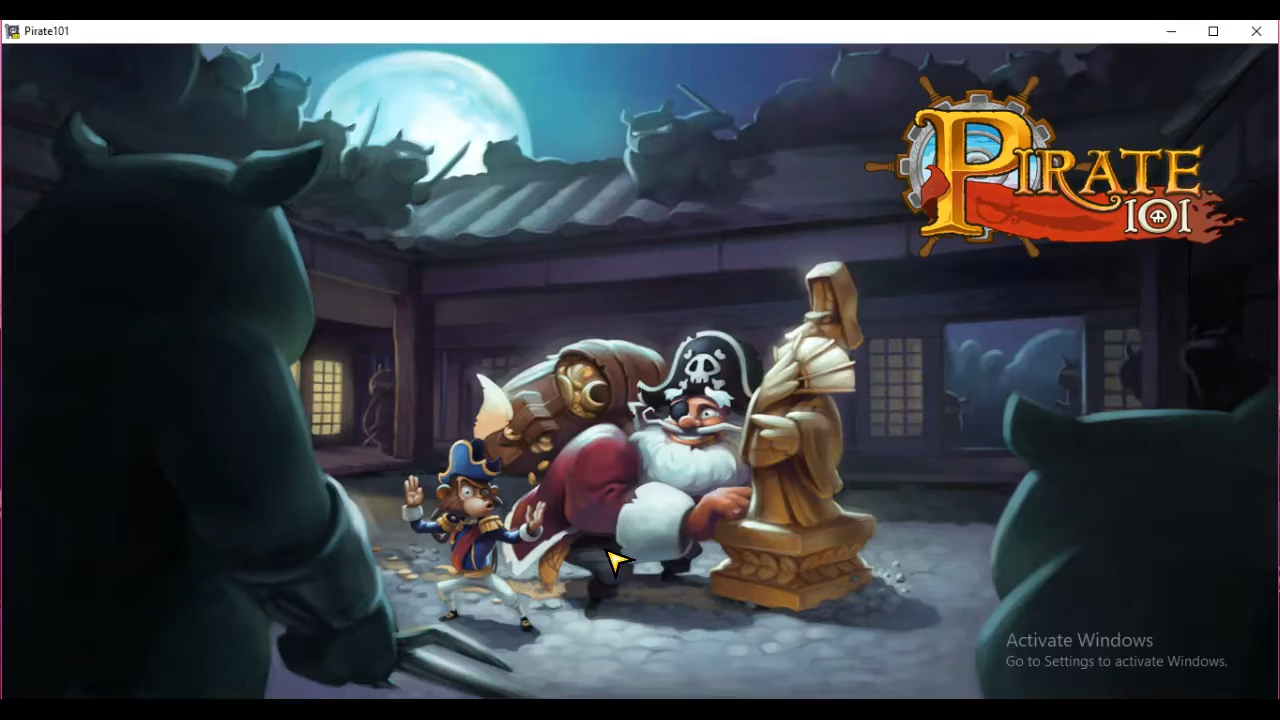 Pirate101
PIRATE
101
Activate Windows
Go to Settings to activate Windows.